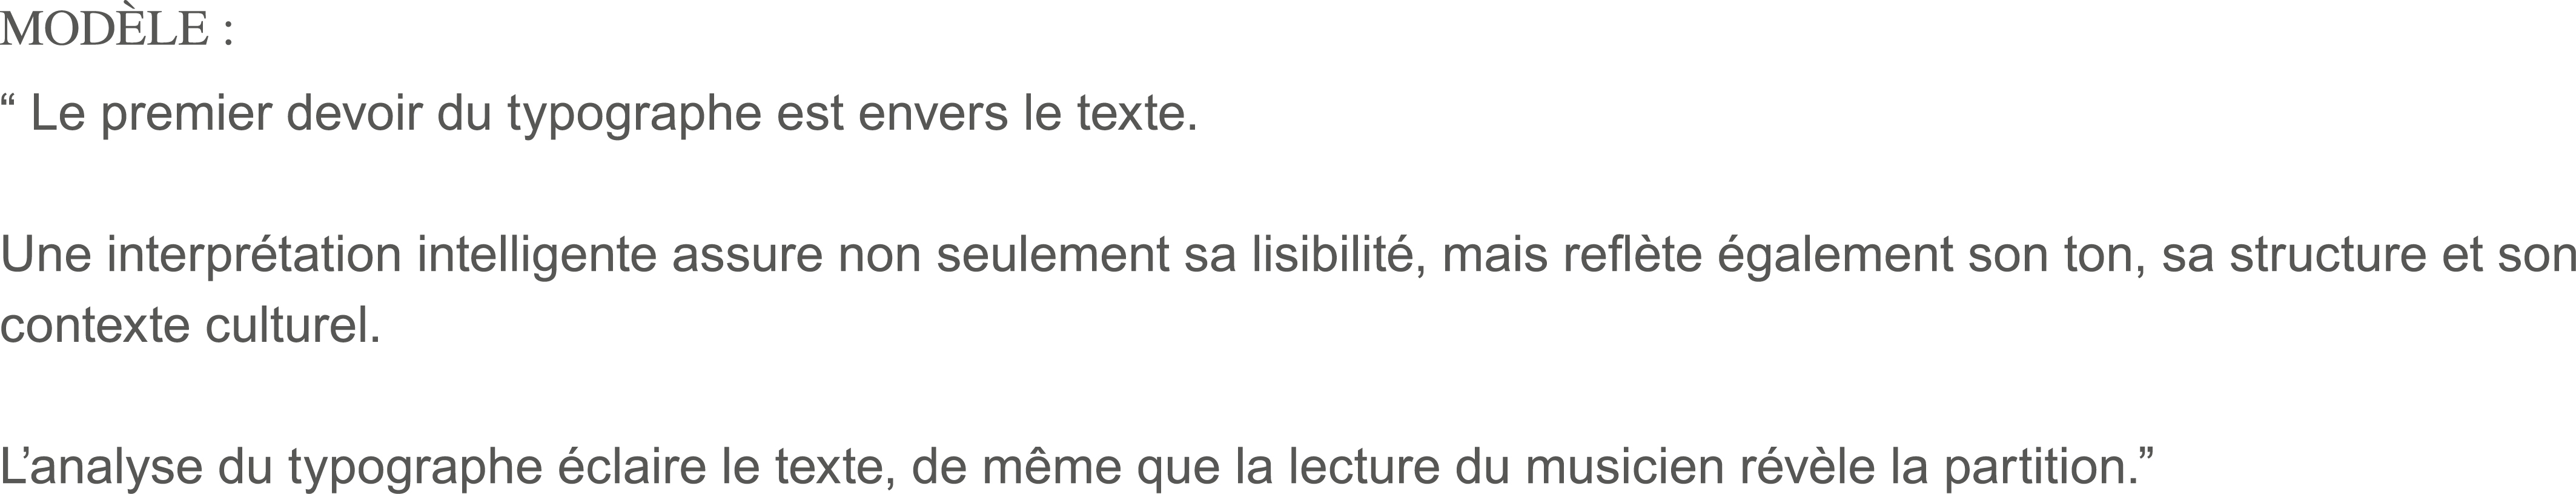 MODÈLE :
“ Le premier devoir du typographe est envers le texte.
Une interprétation intelligente assure non seulement sa lisibilité, mais reflète également son ton, sa structure et son
contexte culturel.
L’analyse du typographe éclaire le texte, de même que la lecture du musicien révèle la partition.”